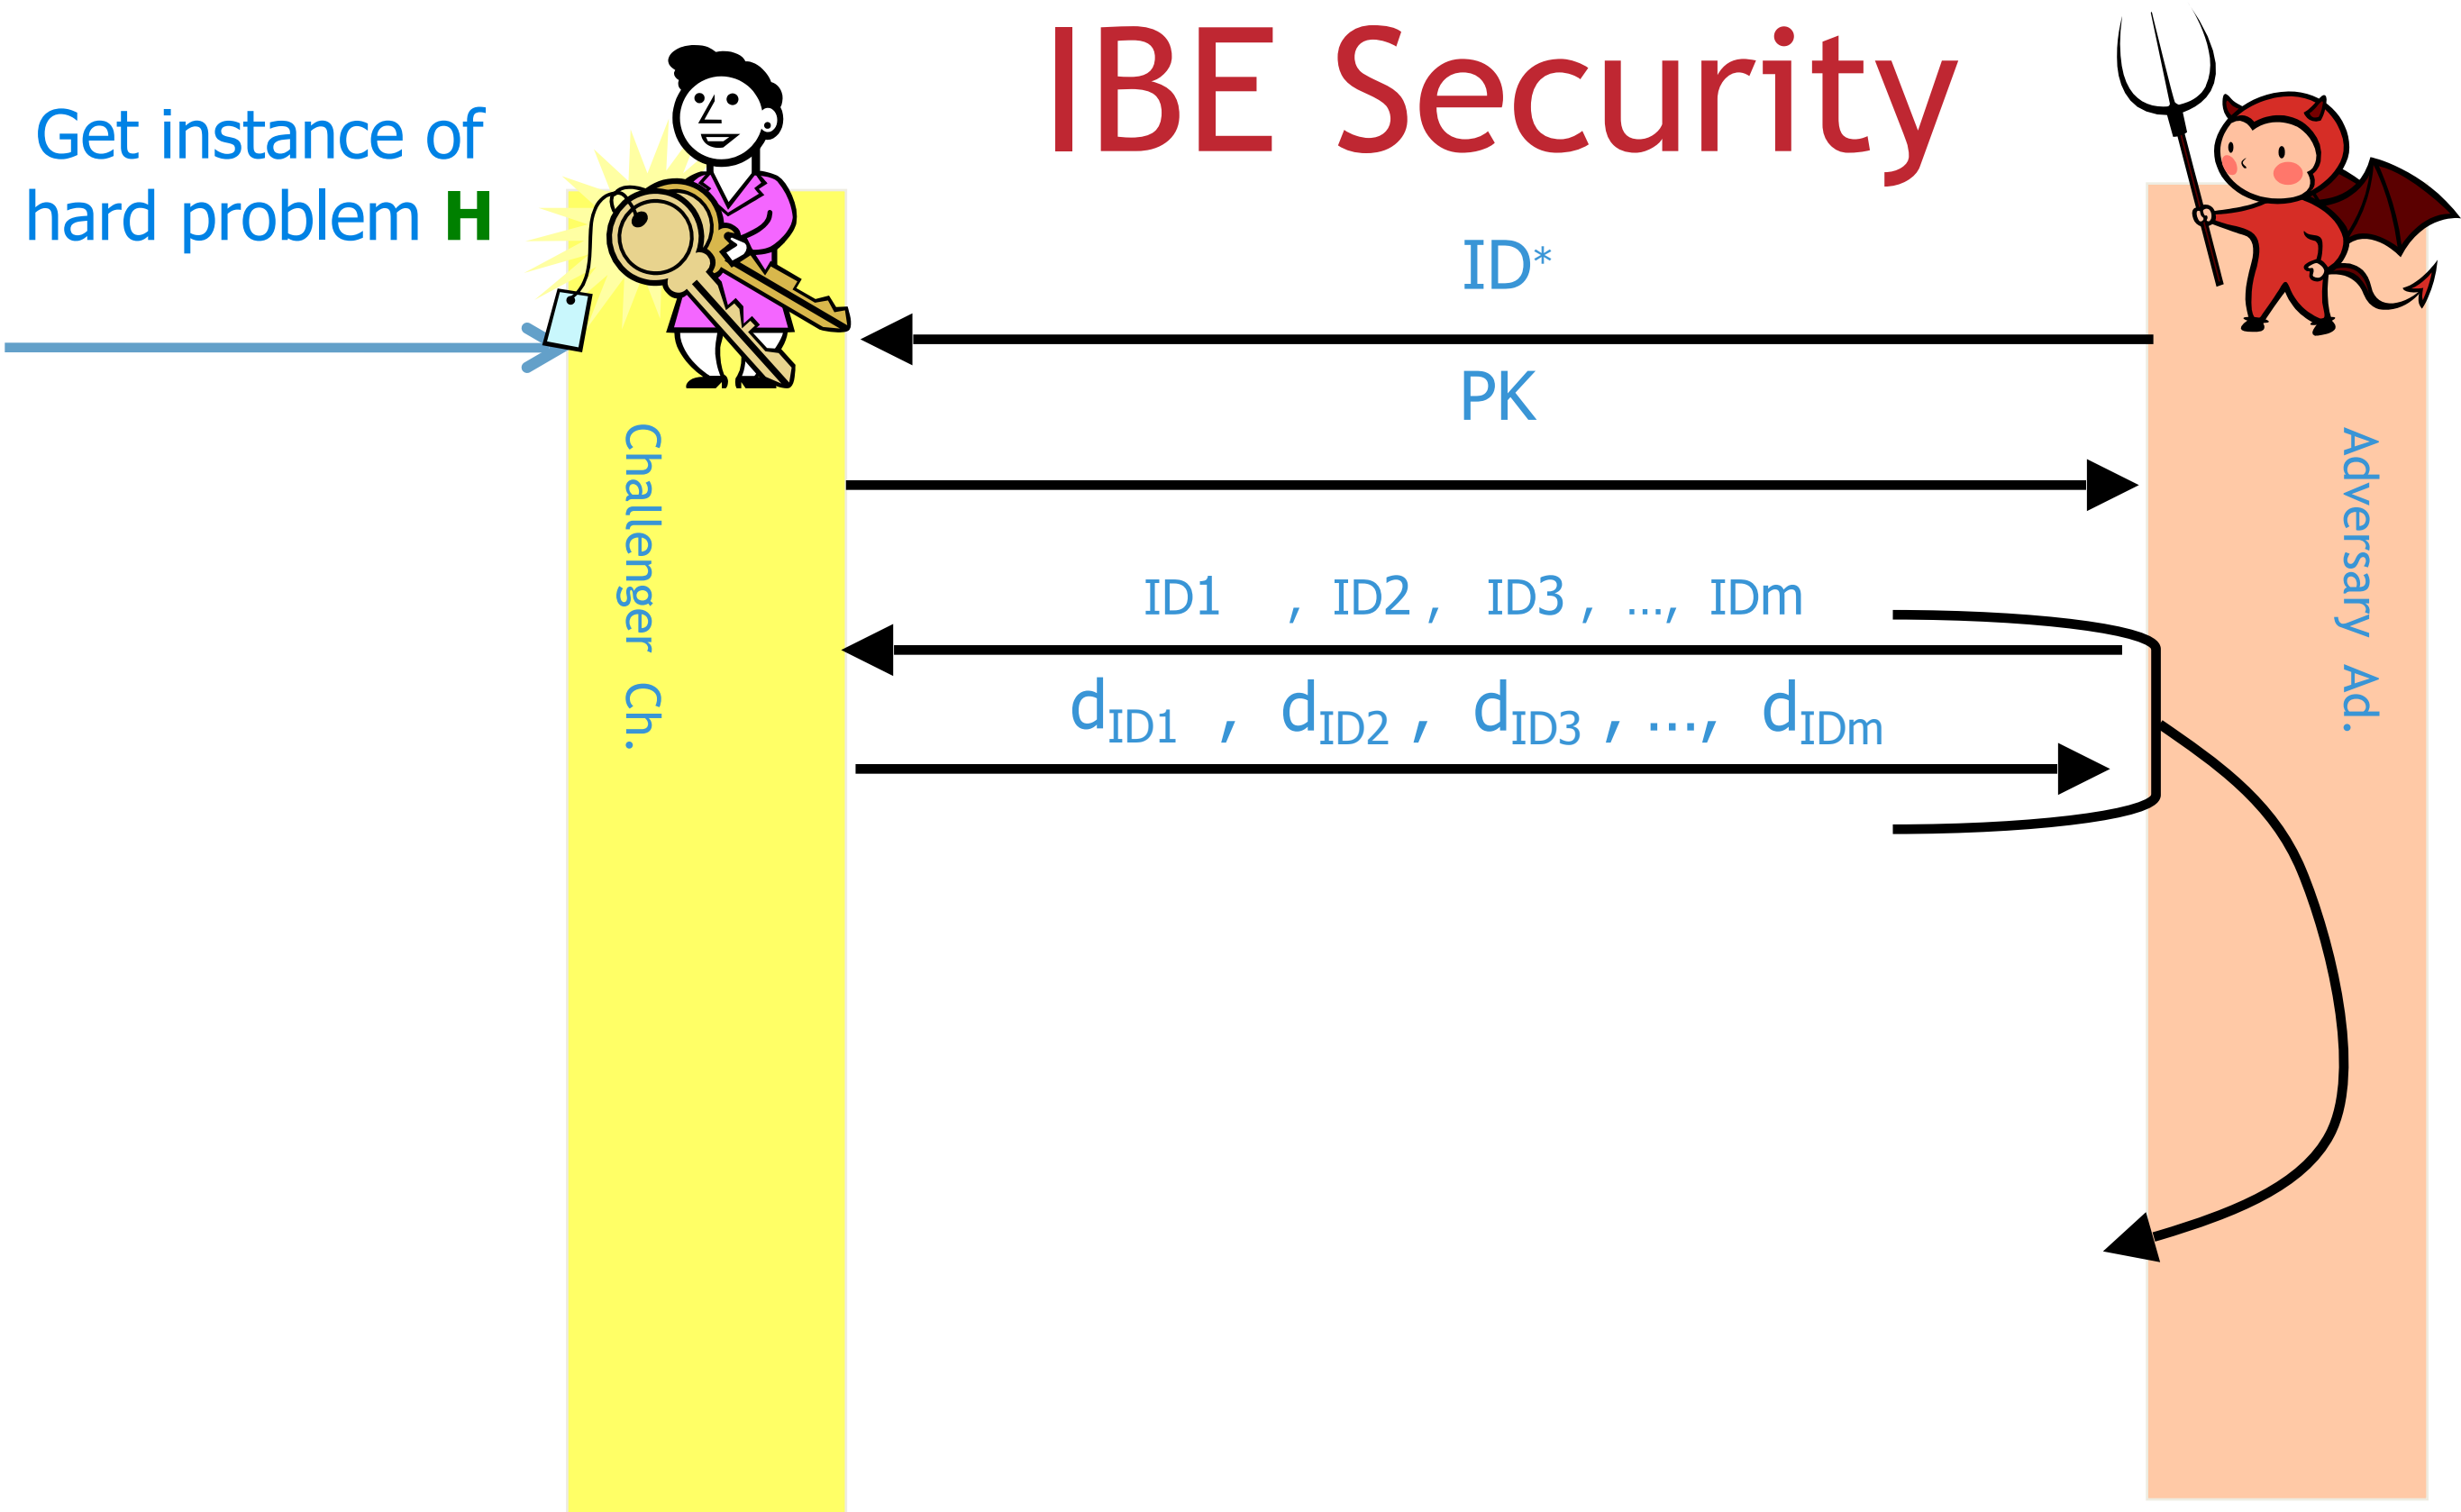 IBE Security
Get instance of
hard problem H
ID*
PK
ID1 , ID2 , ID3 , …, IDm
dID1 , dID2 , dID3 , …, dIDm
Challenger Ch.
Adversary Ad.